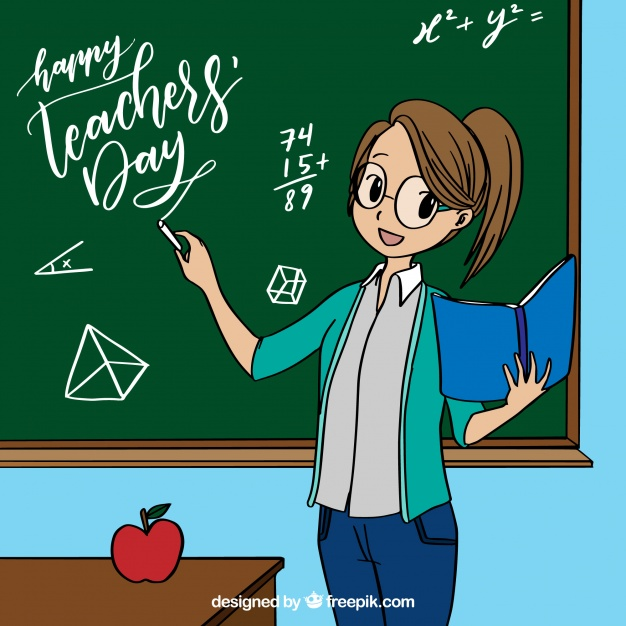 happy
Teachers'
Day
x² + y² =
74
15+
89
x
designed by freepik.com